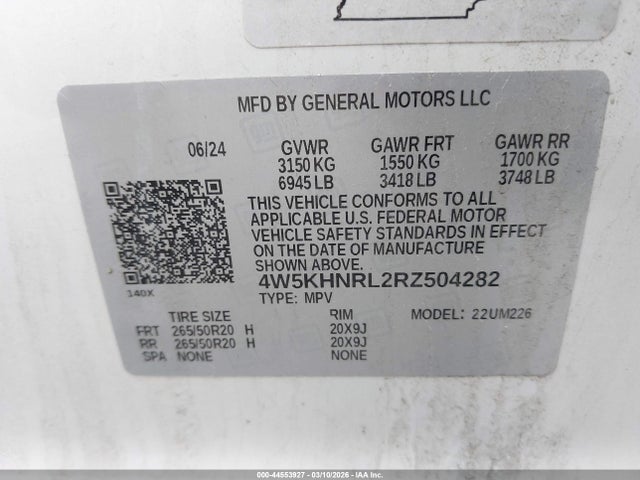 MFD BY GENERAL MOTORS LLC
06/24 GVWR GAWR FRT GAWR RR
3150 KG 1550 KG 1700 KG
6945 LB 3418 LB 3748 LB
THIS VEHICLE CONFORMS TO ALL
APPLICABLE U.S. FEDERAL MOTOR
VEHICLE SAFETY STANDARDS IN EFFECT
ON THE DATE OF MANUFACTURE
SHOWN ABOVE.
140X
4W5KHNRL2RZ504282
TYPE: MPV
TIRE SIZE RIM MODEL: 22UM226
FRT 265/50R20 H 20X9J
RR 265/50R20 H 20X9J
SPA NONE NONE
000-44553927 - 03/10/2026 - IAA Inc.